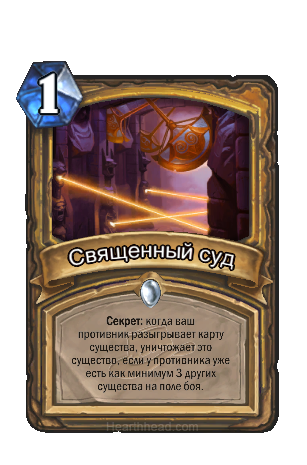 1
Священный суд
Секрет: когда ваш
противник разыгрывает карту
существа, уничтожает это
существо, если у противника уже
есть как минимум 3 других
существа на поле боя.
Hearthhead.com